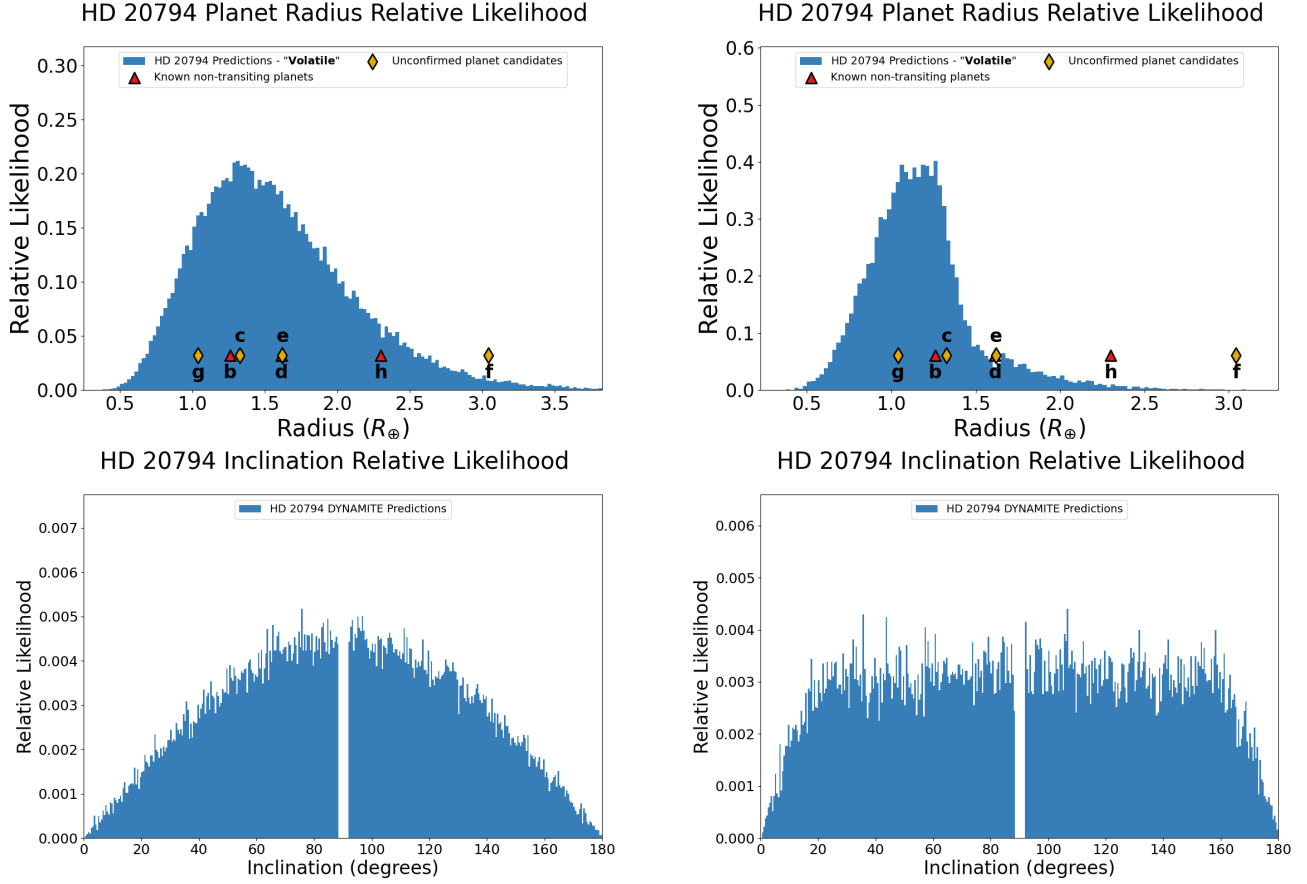 HD 20794 Planet Radius Relative Likelihood
HD 20794 Predictions - "Volatile"
Known non-transiting planets
Unconfirmed planet candidates
0.30
0.25
0.20
0.15
0.10
0.05
0.00
Relative Likelihood
c
e
g
b
d
h
f
0.5
1.0
1.5
2.0
2.5
3.0
3.5
Radius (R⊕)
HD 20794 Planet Radius Relative Likelihood
HD 20794 Predictions - "Volatile"
Known non-transiting planets
Unconfirmed planet candidates
0.6
0.5
0.4
0.3
0.2
0.1
0.0
Relative Likelihood
c
e
g
b
d
h
f
0.5
1.0
1.5
2.0
2.5
3.0
Radius (R⊕)
HD 20794 Inclination Relative Likelihood
HD 20794 DYNAMITE Predictions
0.007
0.006
0.005
0.004
0.003
0.002
0.001
0.000
Relative Likelihood
0
20
40
60
80
100
120
140
160
180
Inclination (degrees)
HD 20794 Inclination Relative Likelihood
HD 20794 DYNAMITE Predictions
0.006
0.005
0.004
0.003
0.002
0.001
0.000
Relative Likelihood
0
20
40
60
80
100
120
140
160
180
Inclination (degrees)